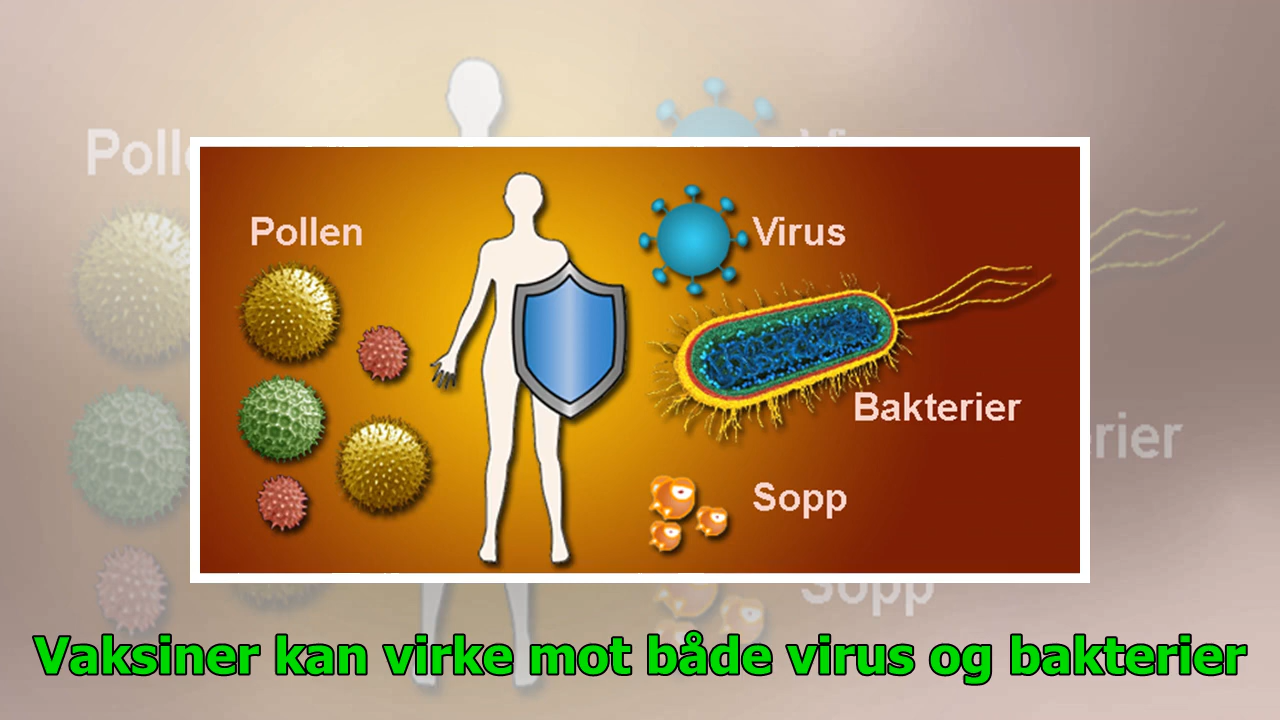 Pollen
Virus
Bakterier
Sopp
Vaksiner kan virke mot både virus og bakterier